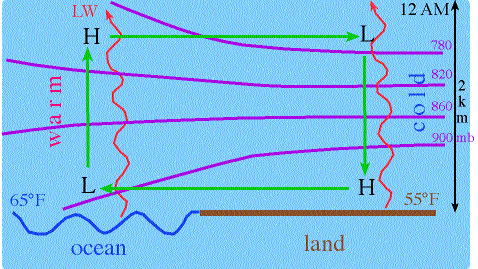 LW
12 AM
H
L
780
820
860
900 mb
warm
cold
2 km
L
H
65°F
55°F
ocean
land